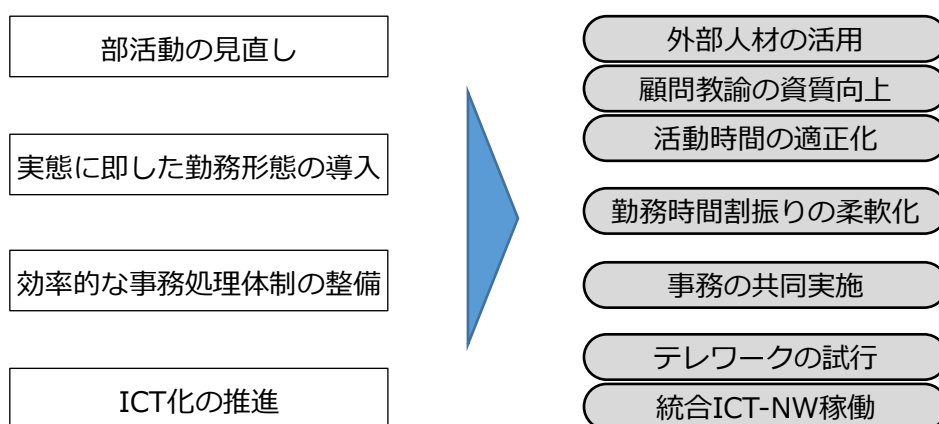 部活動の見直し
実態に即した勤務形態の導入
効率的な事務処理体制の整備
ICT化の推進
外部人材の活用
顧問教諭の資質向上
活動時間の適正化
勤務時間割振りの柔軟化
事務の共同実施
テレワークの試行
統合ICT-NW稼働